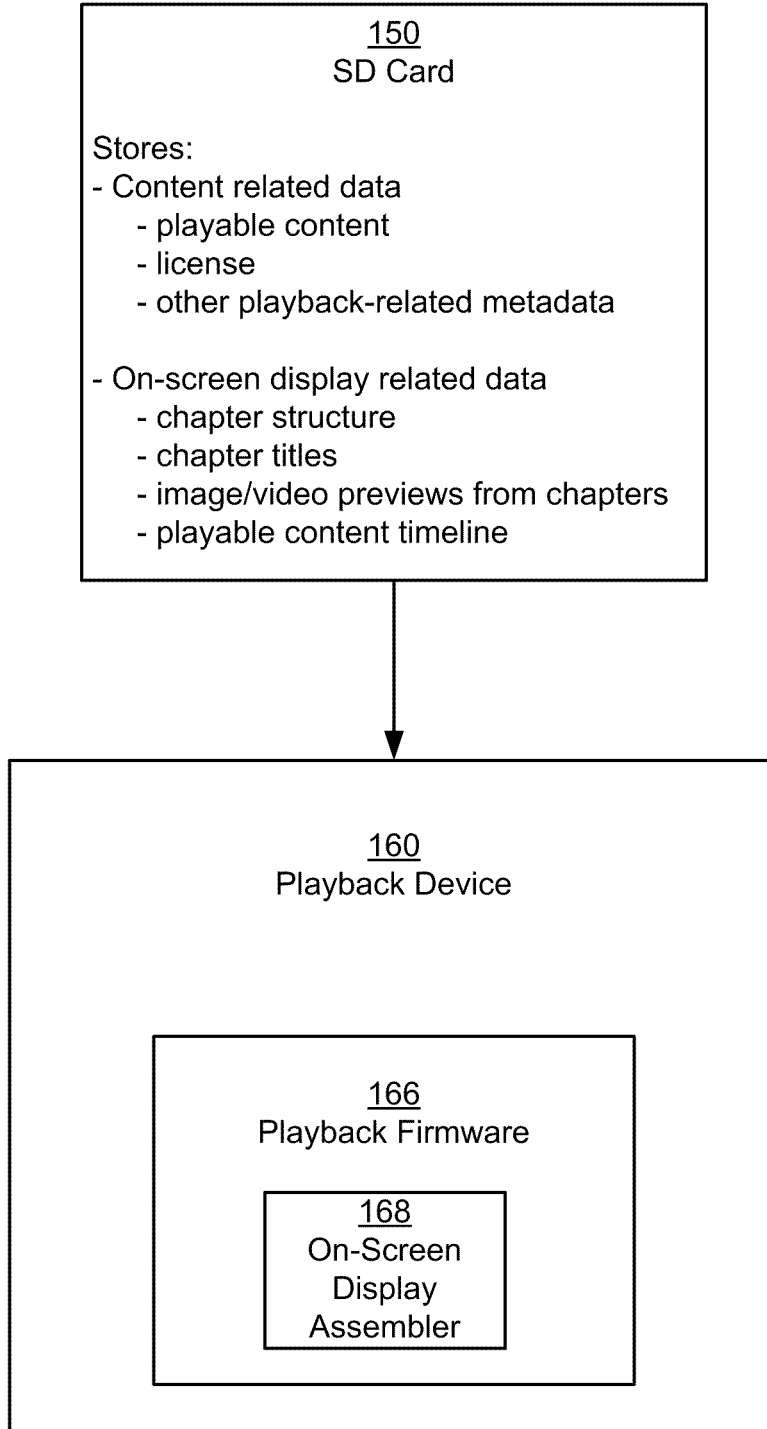 150
SD Card
Stores:
- Content related data
- playable content
- license
- other playback-related metadata
- On-screen display related data
- chapter structure
- chapter titles
- image/video previews from chapters
- playable content timeline
160
Playback Device
166
Playback Firmware
168
On-Screen
Display
Assembler